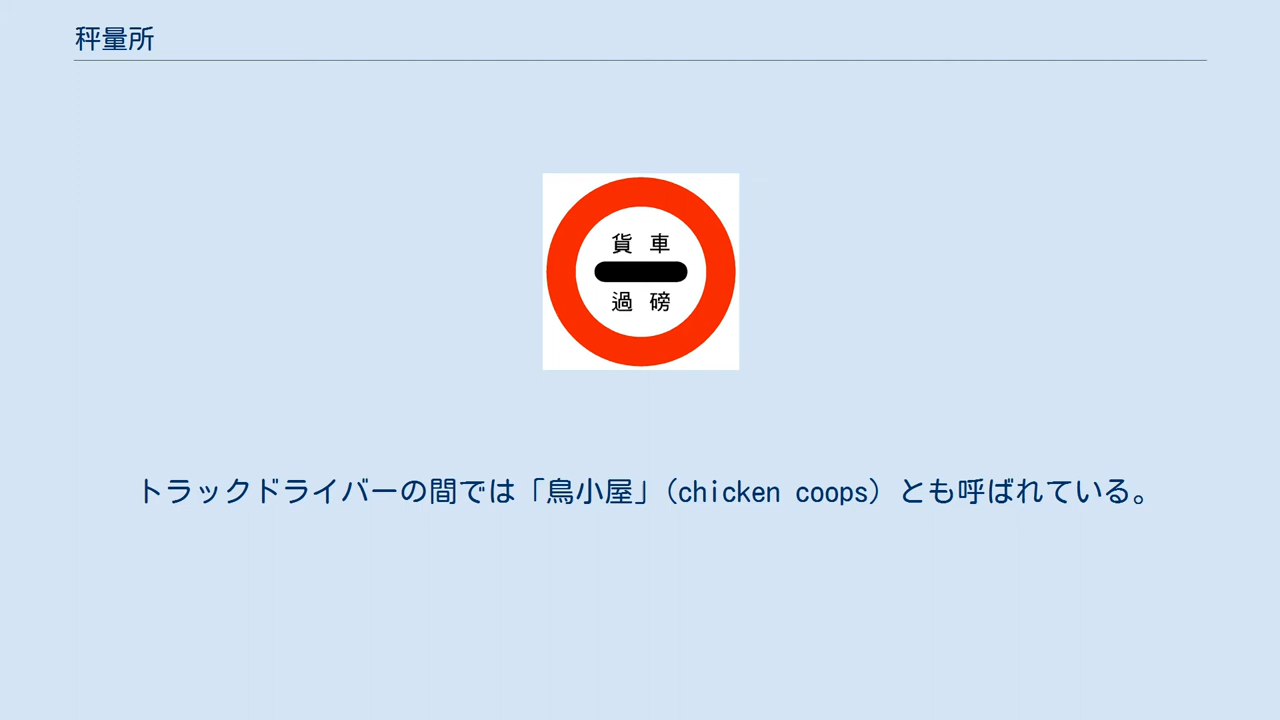 秤量所
貨車
過磅
トラックドライバーの間では「鳥小屋」（chicken coops）とも呼ばれている。